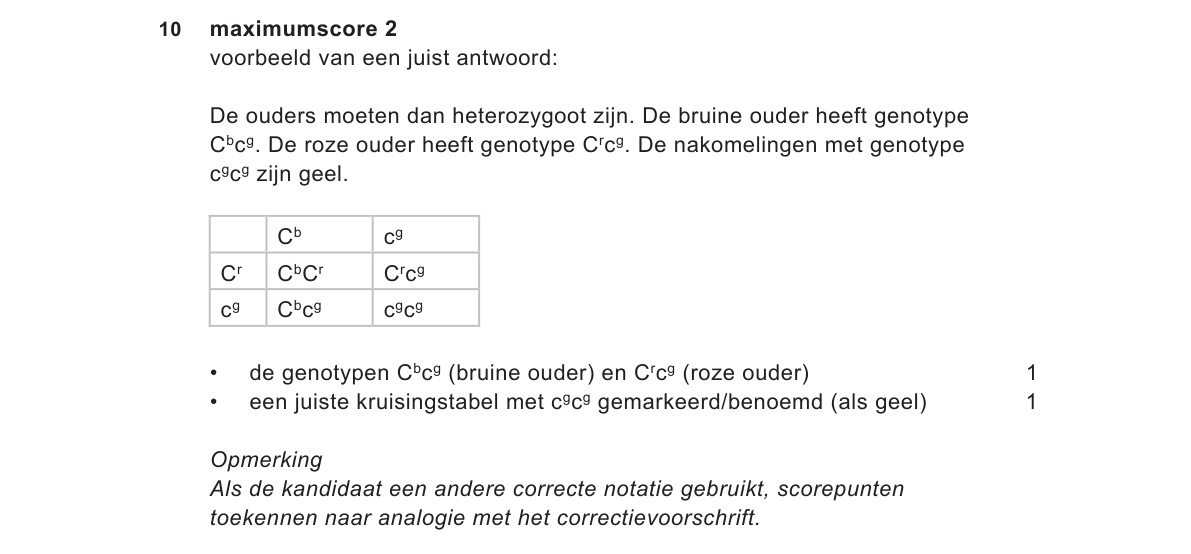 10 maximumscore 2
voorbeeld van een juist antwoord:
De ouders moeten dan heterozygoot zijn. De bruine ouder heeft genotype
Cᵇcᵍ. De roze ouder heeft genotype Cʳcᵍ. De nakomelingen met genotype
cᵍcᵍ zijn geel.
Cᵇ cᵍ
Cʳ CᵇCʳ Cʳcᵍ
cᵍ Cᵇcᵍ cᵍcᵍ
• de genotypen Cᵇcᵍ (bruine ouder) en Cʳcᵍ (roze ouder) 1
• een juiste kruisingstabel met cᵍcᵍ gemarkeerd/benoemd (als geel) 1
Opmerking
Als de kandidaat een andere correcte notatie gebruikt, scorepunten
toekennen naar analogie met het correctievoorschrift.